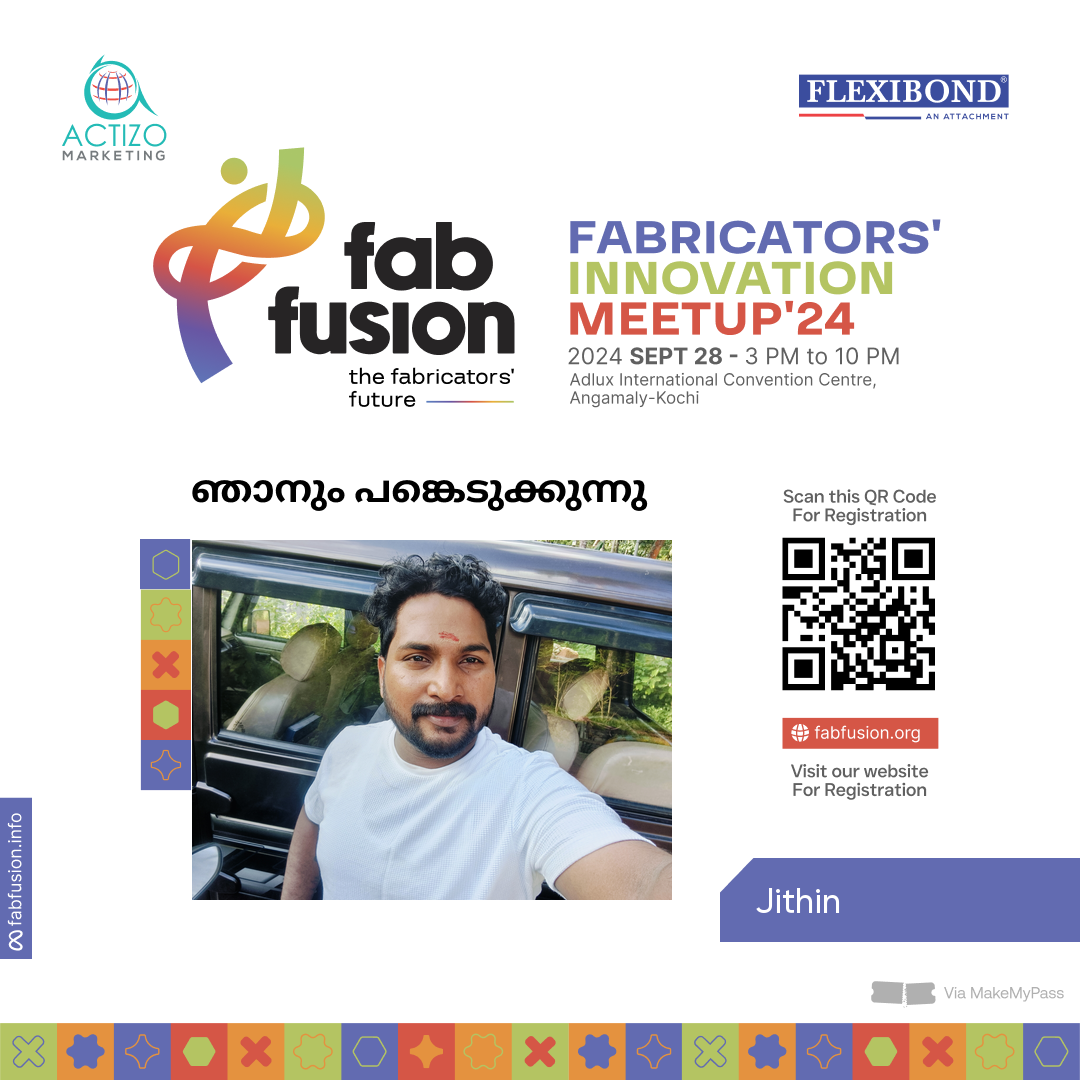 ACTIZO
MARKETING
FLEXIBOND®
AN ATTACHMENT
fab
fusion
the fabricators'
future
FABRICATORS'
INNOVATION
MEETUP'24
2024 SEPT 28 - 3 PM to 10 PM
Adlux International Convention Centre,
Angamaly-Kochi
ഞാനും പങ്കെടുക്കുന്നു
Scan this QR Code
For Registration
fabfusion.org
Visit our website
For Registration
fabfusion.info
Jithin
Via MakeMyPass